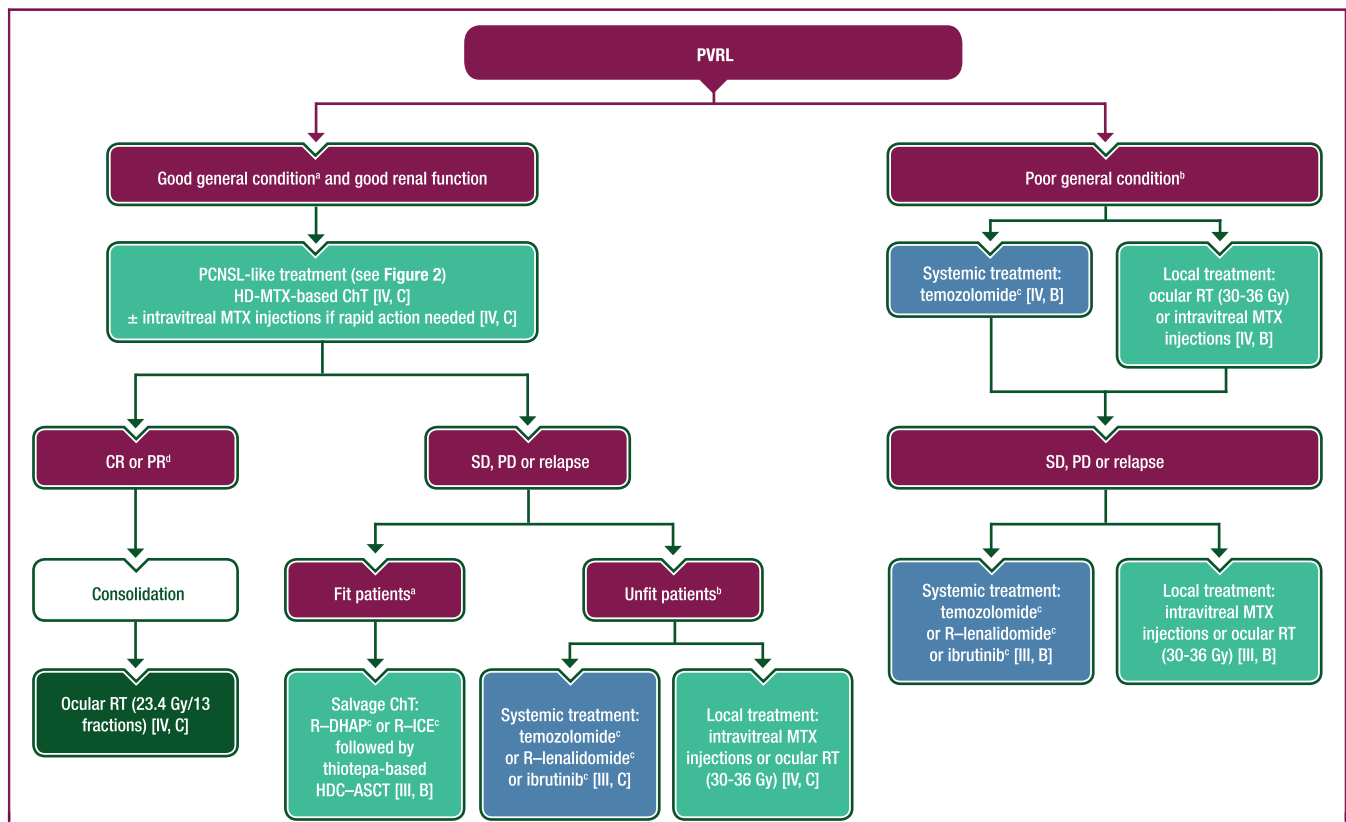 PVRL
Good general conditionᵃ and good renal function
Poor general conditionᵇ
PCNSL-like treatment (see Figure 2)
HD-MTX-based ChT [IV, C]
± intravitreal MTX injections if rapid action needed [IV, C]
Systemic treatment:
temozolomideᶜ [IV, B]
Local treatment:
ocular RT (30-36 Gy)
or intravitreal MTX
injections [IV, B]
CR or PRᵈ
SD, PD or relapse
SD, PD or relapse
Consolidation
Fit patientsᵃ
Unfit patientsᵇ
Systemic treatment:
temozolomideᶜ
or R–lenalidomideᶜ
or ibrutinibᶜ [III, B]
Local treatment:
intravitreal MTX
injections or ocular RT
(30-36 Gy) [III, B]
Ocular RT (23.4 Gy/13
fractions) [IV, C]
Salvage ChT:
R–DHAPᶜ or R–ICEᶜ
followed by
thiotepa-based
HDC–ASCT [III, B]
Systemic treatment:
temozolomideᶜ
or R–lenalidomideᶜ
or ibrutinibᶜ [III, C]
Local treatment:
intravitreal MTX
injections or ocular RT
(30-36 Gy) [IV, C]